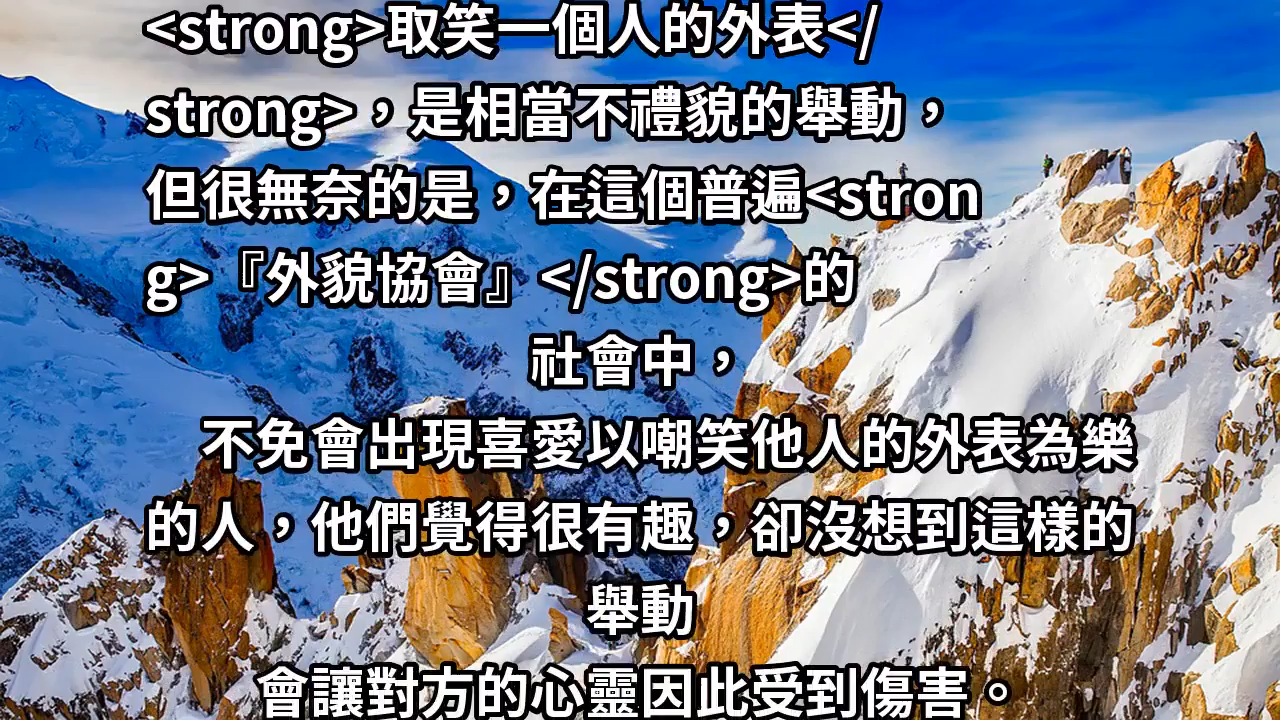 <strong>取笑一個人的外表</
strong>，是相當不禮貌的舉動，
但很無奈的是，在這個普遍<stron
g>『外貌協會』</strong>的
社會中，
不免會出現喜愛以嘲笑他人的外表為樂
的人，他們覺得很有趣，卻沒想到這樣的
舉動
會讓對方的心靈因此受到傷害。